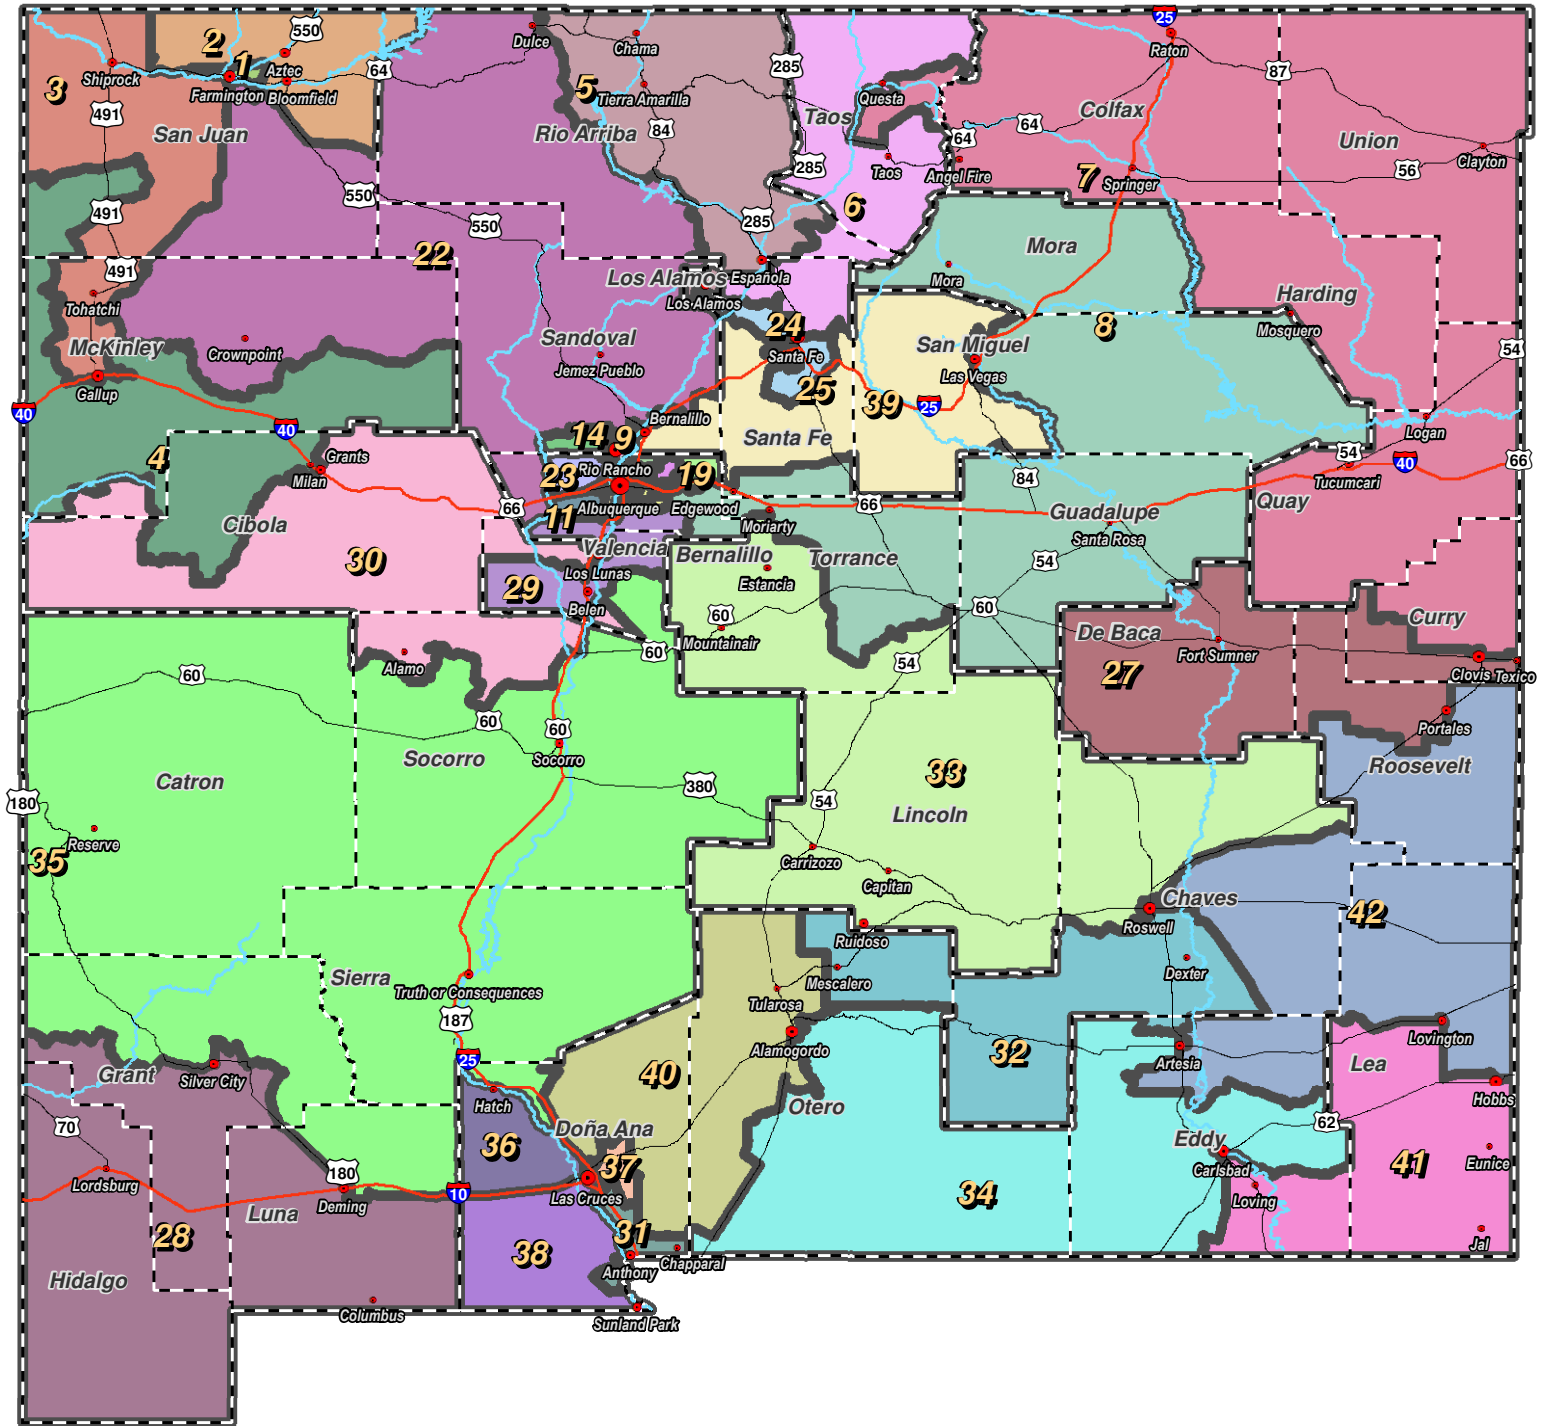 25
550
2
1
Dulce
Chama
Raton
Aztec
64
285
87
Shiprock
3
Farmington
Bloomfield
5
Tierra Amarilla
Questa
491
San Juan
Rio Arriba
84
Taos
Colfax
64
Union
64
Clayton
285
Taos
Angel Fire
7
Springer
56
550
6
491
550
285
22
Mora
491
Los Alamos
Española
Mora
Los Alamos
Harding
Tohatchi
24
8
Mosquero
McKinley
Crownpoint
Sandoval
Santa Fe
San Miguel
54
Jemez Pueblo
Las Vegas
Gallup
25
39
25
40
40
Bernalillo
14
9
Santa Fe
Logan
4
Grants
54
40
66
23
Rio Rancho
19
Milan
84
Tucumcari
66
11
Albuquerque
Edgewood
66
Quay
Cibola
Moriarty
Guadalupe
Santa Rosa
30
Valencia
Bernalillo
Torrance
54
Los Lunas
Estancia
29
Belen
60
60
Curry
Mountainair
De Baca
Alamo
60
54
Fort Sumner
60
27
Clovis
Texico
60
60
Portales
Socorro
Socorro
Roosevelt
Catron
33
380
180
54
Lincoln
Reserve
35
Carrizozo
Capitan
Chaves
42
Roswell
Ruidoso
Dexter
Sierra
Mescalero
Truth or Consequences
Tularosa
187
Lovington
Alamogordo
25
32
Artesia
Lea
Grant
Silver City
40
Hobbs
Hatch
Otero
70
Doña Ana
62
36
Eddy
Eunice
180
37
Carlsbad
41
Lordsburg
10
Las Cruces
34
Loving
Deming
Luna
28
31
Jal
38
Chapparal
Hidalgo
Anthony
Columbus
Sunland Park